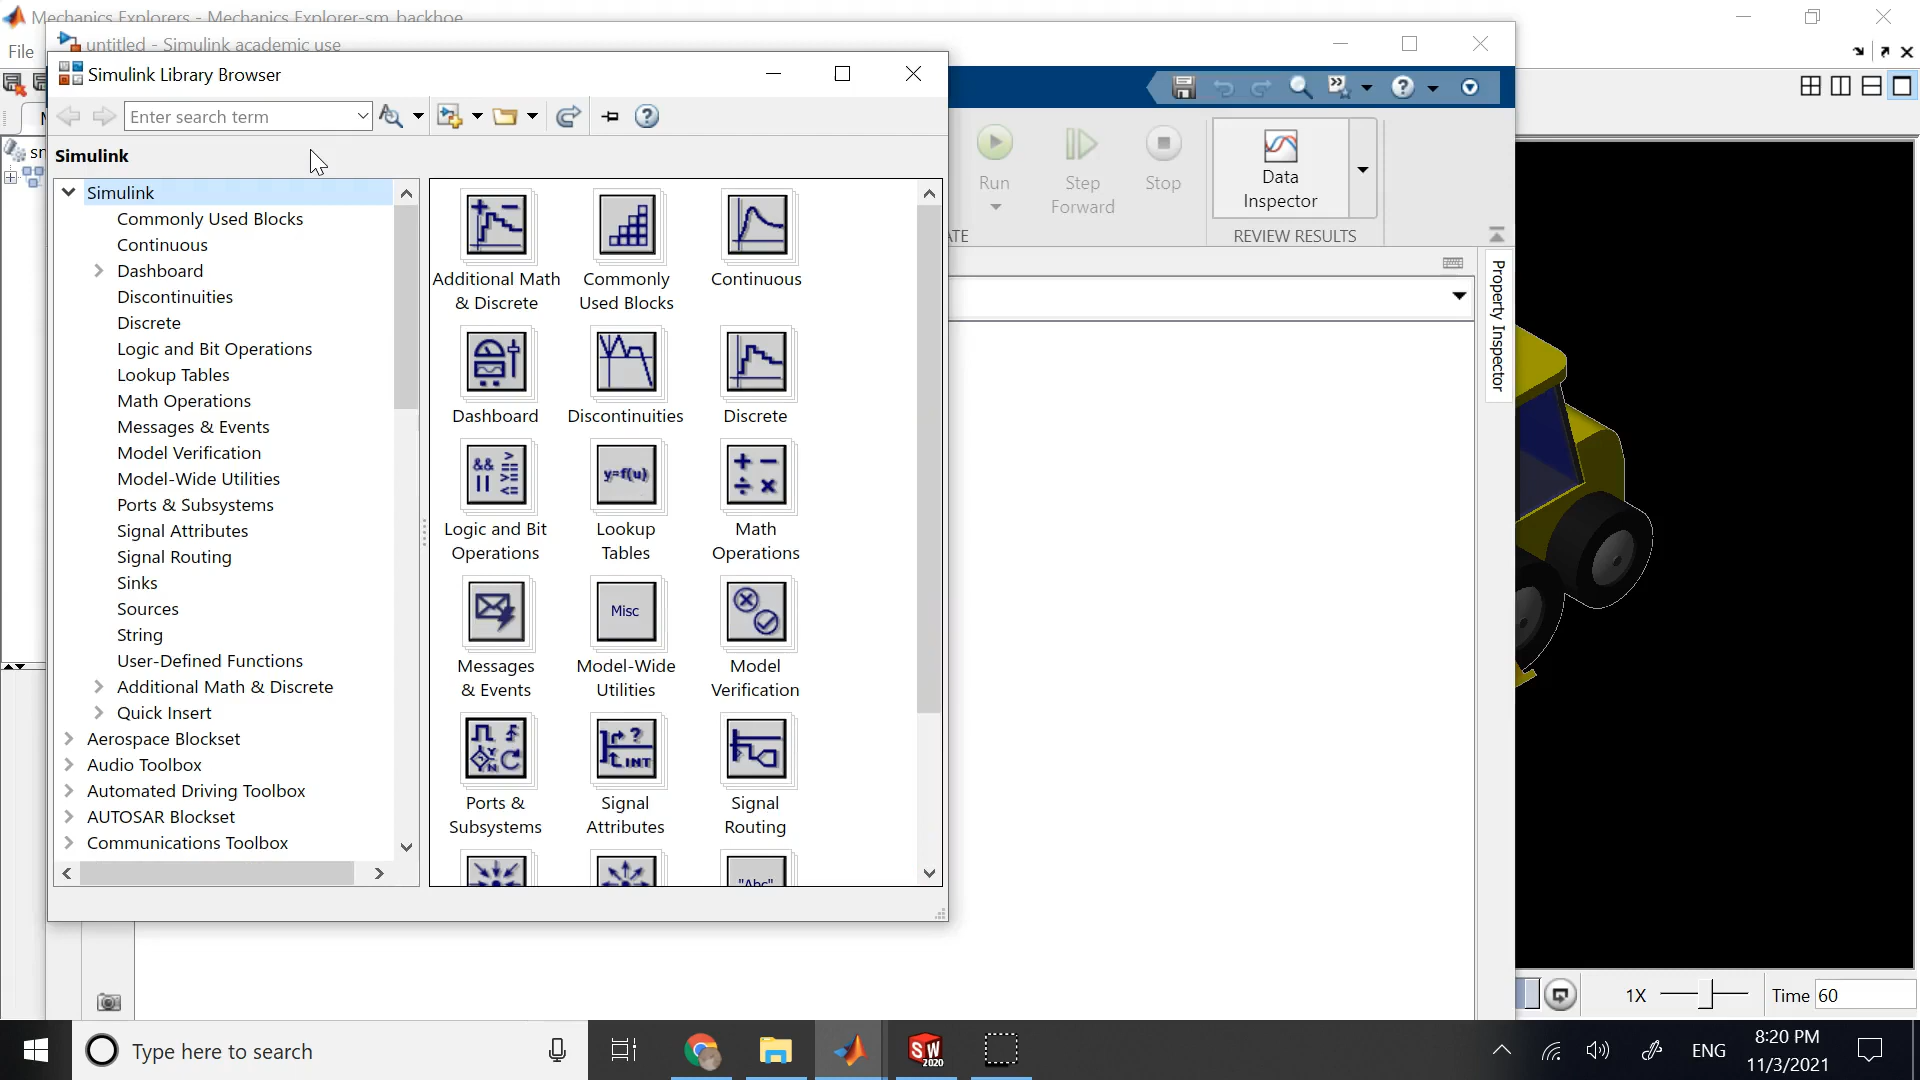 Mechanics Explorers - Mechanics Explorer-sm_backhoe
File
untitled - Simulink academic use
Simulink Library Browser
Enter search term
Simulink
Simulink
Commonly Used Blocks
Continuous
Dashboard
Discontinuities
Discrete
Logic and Bit Operations
Lookup Tables
Math Operations
Messages & Events
Model Verification
Model-Wide Utilities
Ports & Subsystems
Signal Attributes
Signal Routing
Sinks
Sources
String
User-Defined Functions
Additional Math & Discrete
Quick Insert
Aerospace Blockset
Audio Toolbox
Automated Driving Toolbox
AUTOSAR Blockset
Communications Toolbox
Additional Math
& Discrete
Commonly
Used Blocks
Continuous
Dashboard
Discontinuities
Discrete
&& >
==
|| >=
<=
Logic and Bit
Operations
y=f(u)
Lookup
Tables
+ −
÷ ×
Math
Operations
Messages
& Events
Misc
Model-Wide
Utilities
Model
Verification
Y
N
Ports &
Subsystems
?
INT
Signal
Attributes
Signal
Routing
"Abc"
Run
Step
Forward
Stop
Data
Inspector
ATE
REVIEW RESULTS
Property Inspector
1X
Time 60
Type here to search
SW
2020
ENG
8:20 PM
11/3/2021